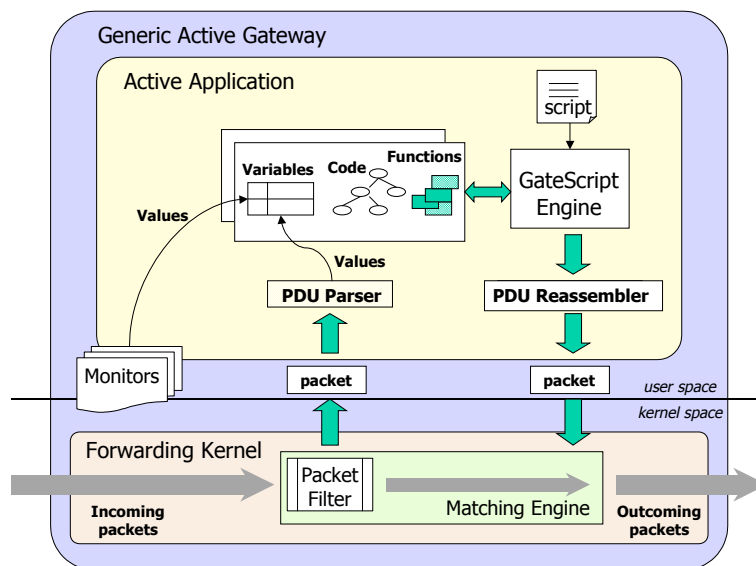 Generic Active Gateway
Active Application
script
Variables
Code
Functions
GateScript
Engine
Values
Values
PDU Parser
PDU Reassembler
Monitors
packet
packet
user space
kernel space
Forwarding Kernel
Packet
Filter
Matching Engine
Incoming
packets
Outcoming
packets